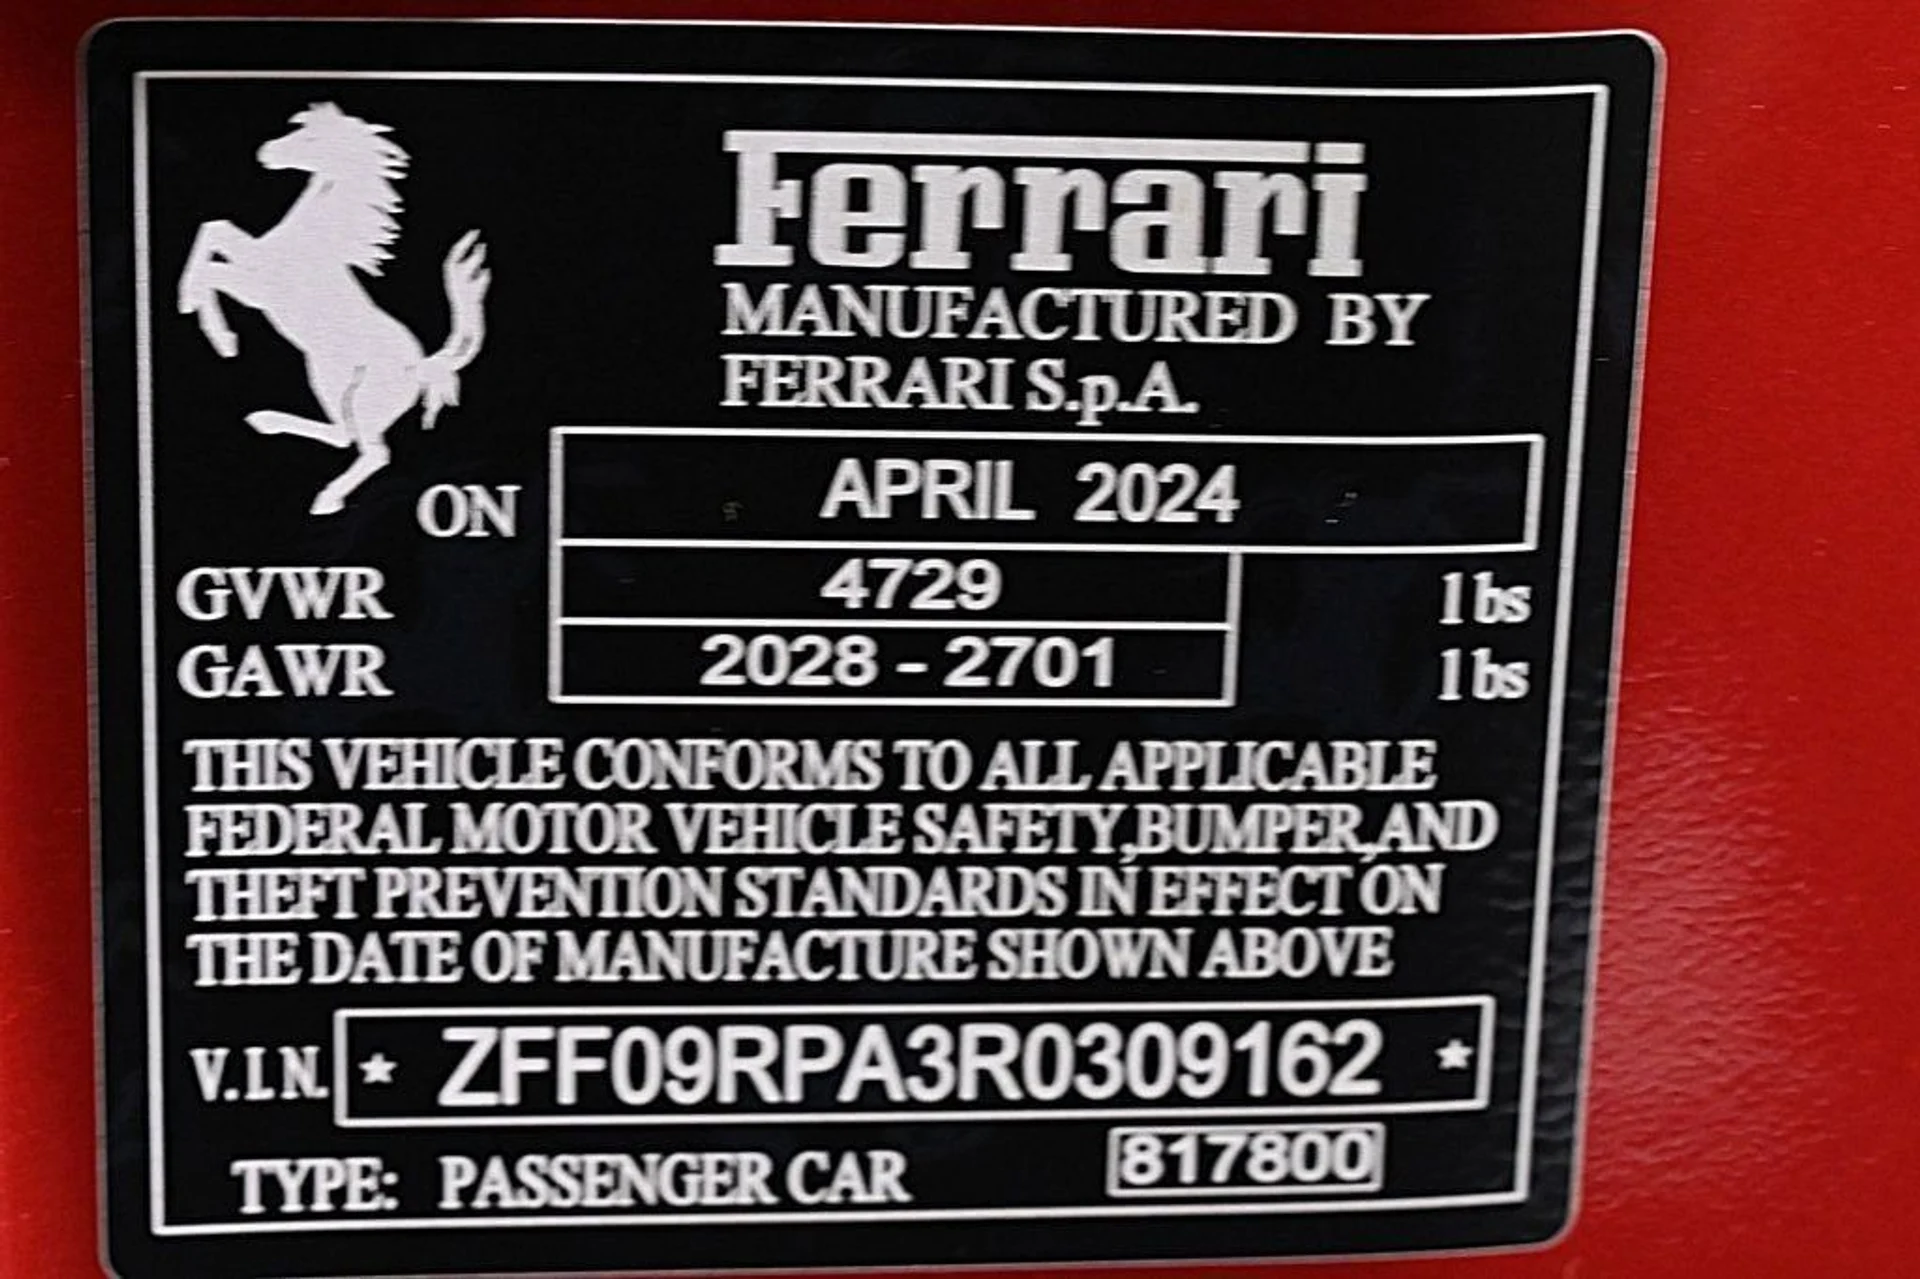 Ferrari
MANUFACTURED BY
FERRARI S.p.A.
ON APRIL 2024
GVWR 4729 lbs
GAWR 2028 - 2701 lbs
THIS VEHICLE CONFORMS TO ALL APPLICABLE
FEDERAL MOTOR VEHICLE SAFETY,BUMPER,AND
THEFT PREVENTION STANDARDS IN EFFECT ON
THE DATE OF MANUFACTURE SHOWN ABOVE
V.I.N. * ZFF09RPA3R0309162 *
TYPE: PASSENGER CAR 817800